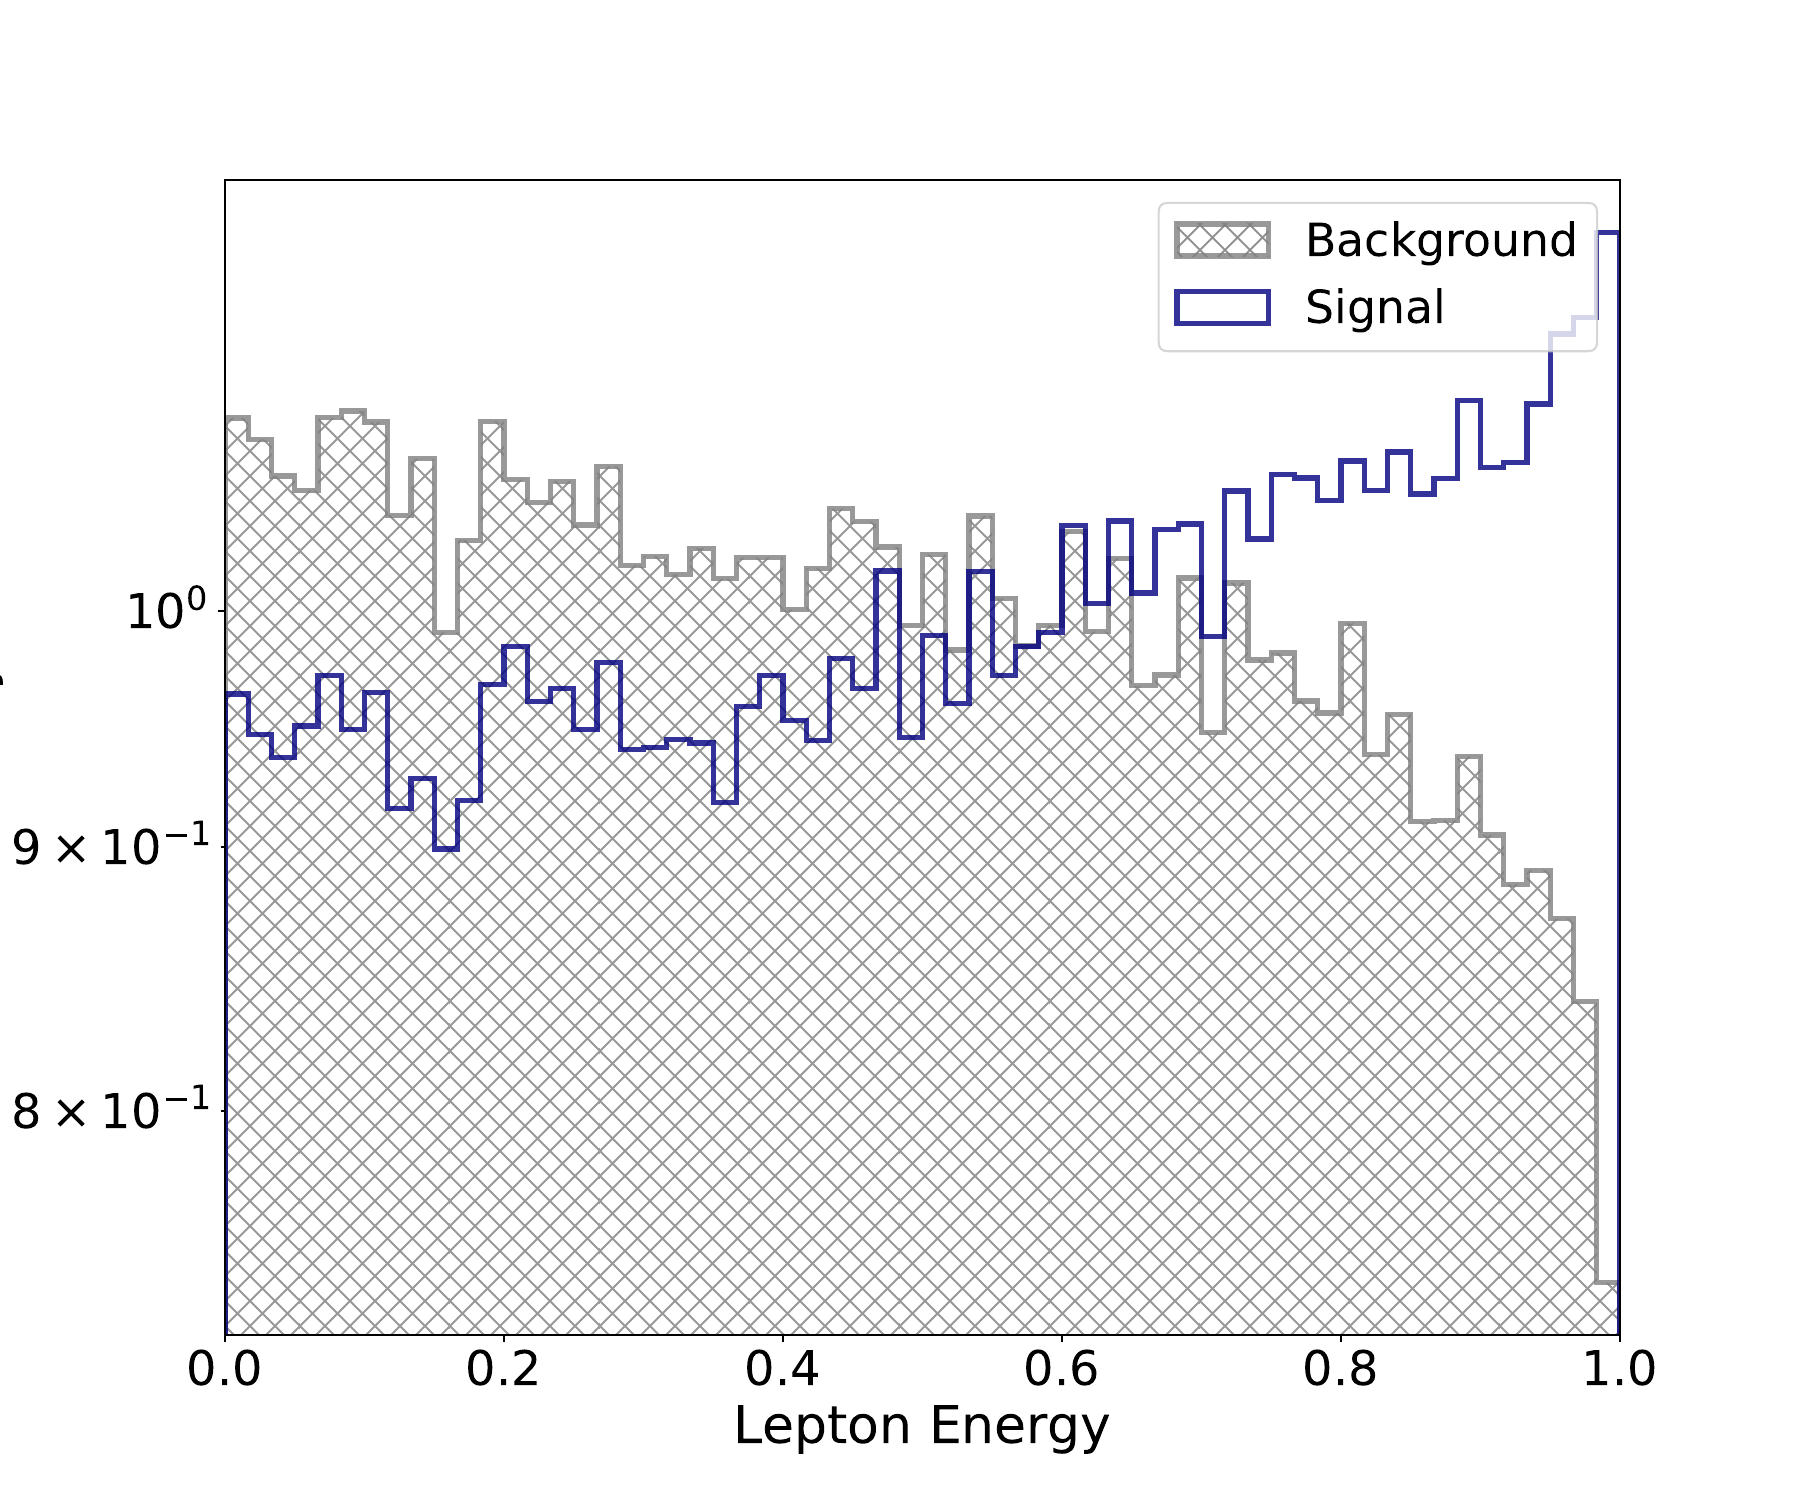 Background
Signal
10⁰
9 × 10⁻¹
8 × 10⁻¹
0.0 0.2 0.4 0.6 0.8 1.0
Lepton Energy